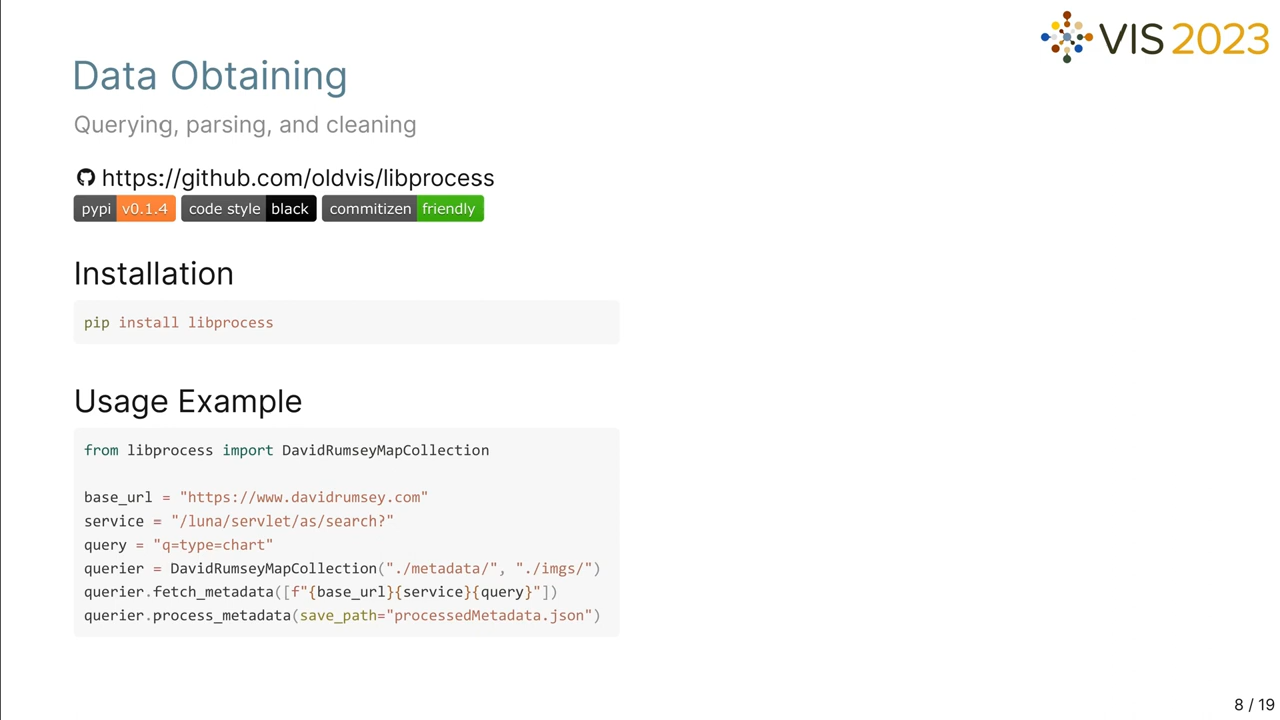 VIS 2023
Data Obtaining
Querying, parsing, and cleaning
https://github.com/oldvis/libprocess
pypi v0.1.4 code style black commitizen friendly
Installation
pip install libprocess
Usage Example
from libprocess import DavidRumseyMapCollection
base_url = "https://www.davidrumsey.com"
service = "/luna/servlet/as/search?"
query = "q=type=chart"
querier = DavidRumseyMapCollection("./metadata/", "./imgs/")
querier.fetch_metadata([f"{base_url}{service}{query}"])
querier.process_metadata(save_path="processedMetadata.json")
8 / 19